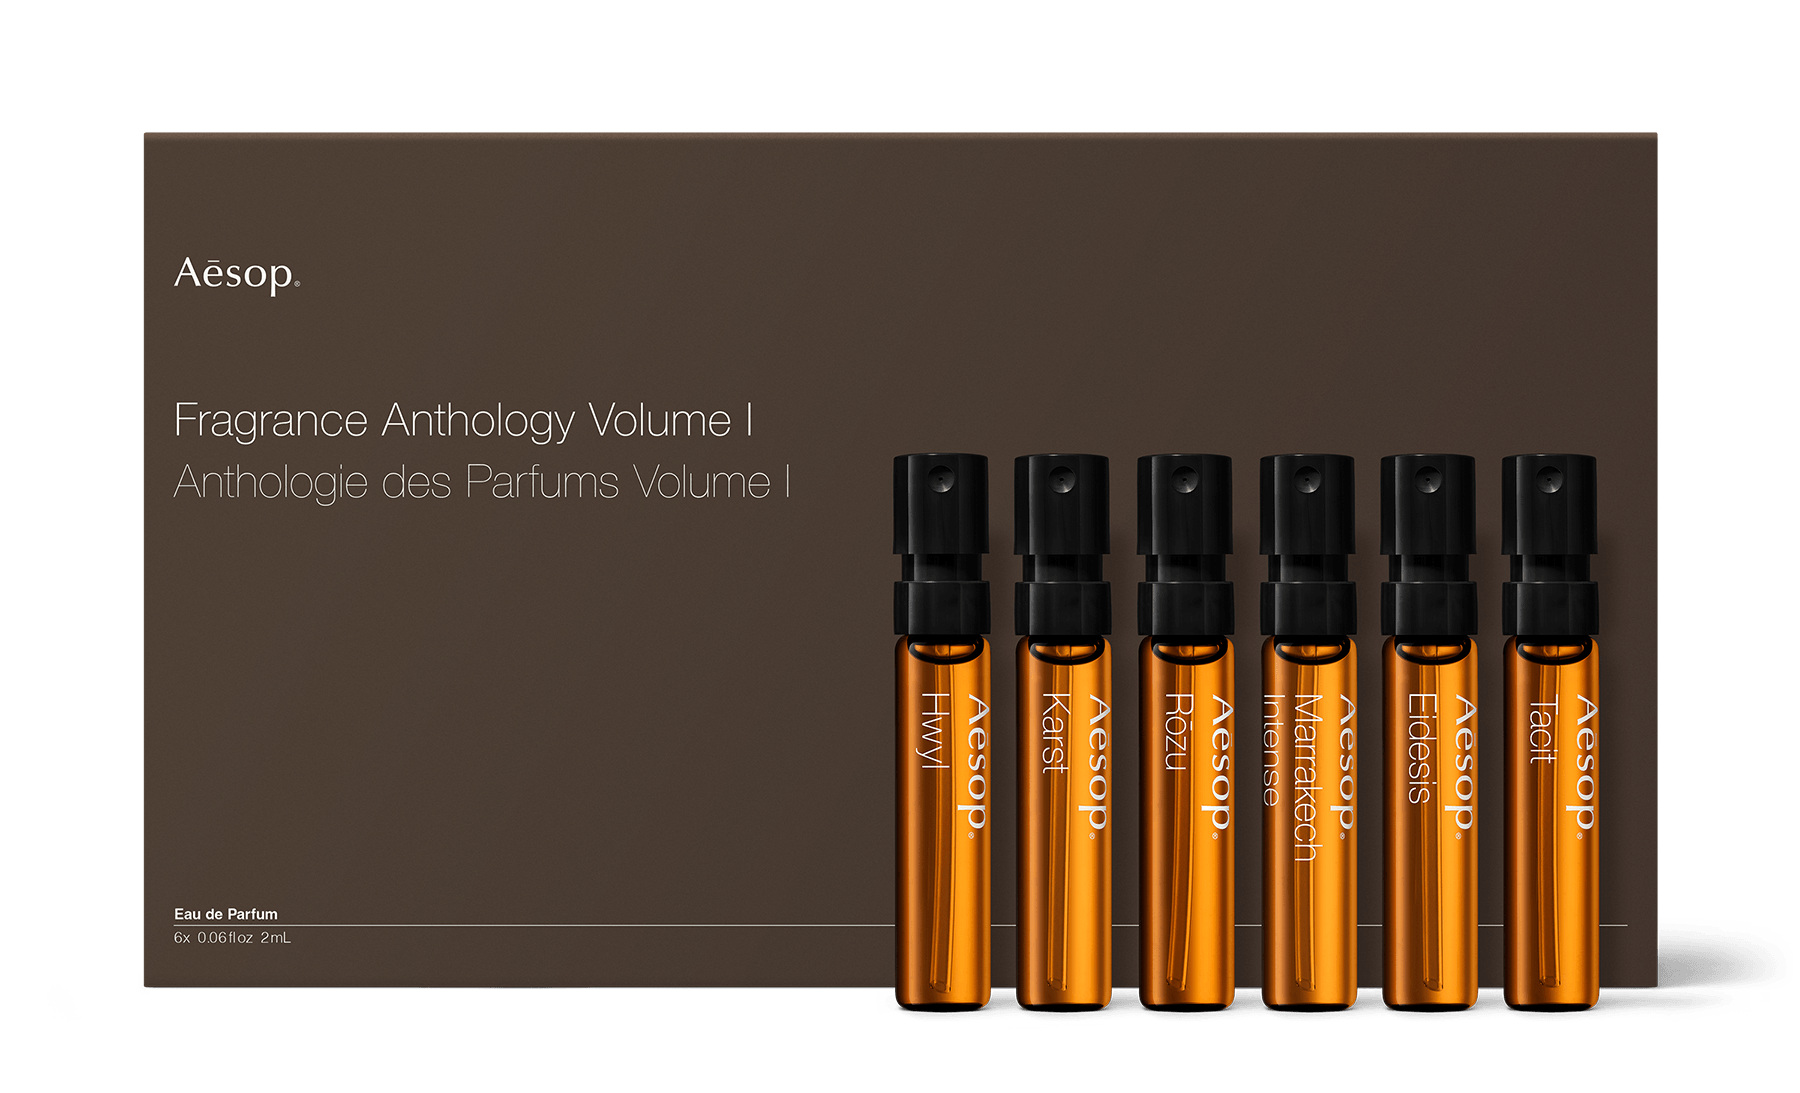 Aēsop®
Fragrance Anthology Volume I
Anthologie des Parfums Volume I
Eau de Parfum
6x 0.06floz 2mL
Aēsop®
Hwyl
Aēsop®
Karst
Aēsop®
Rōzu
Aēsop®
Marrakech
Intense
Aēsop®
Eidesis
Aēsop®
Tacit